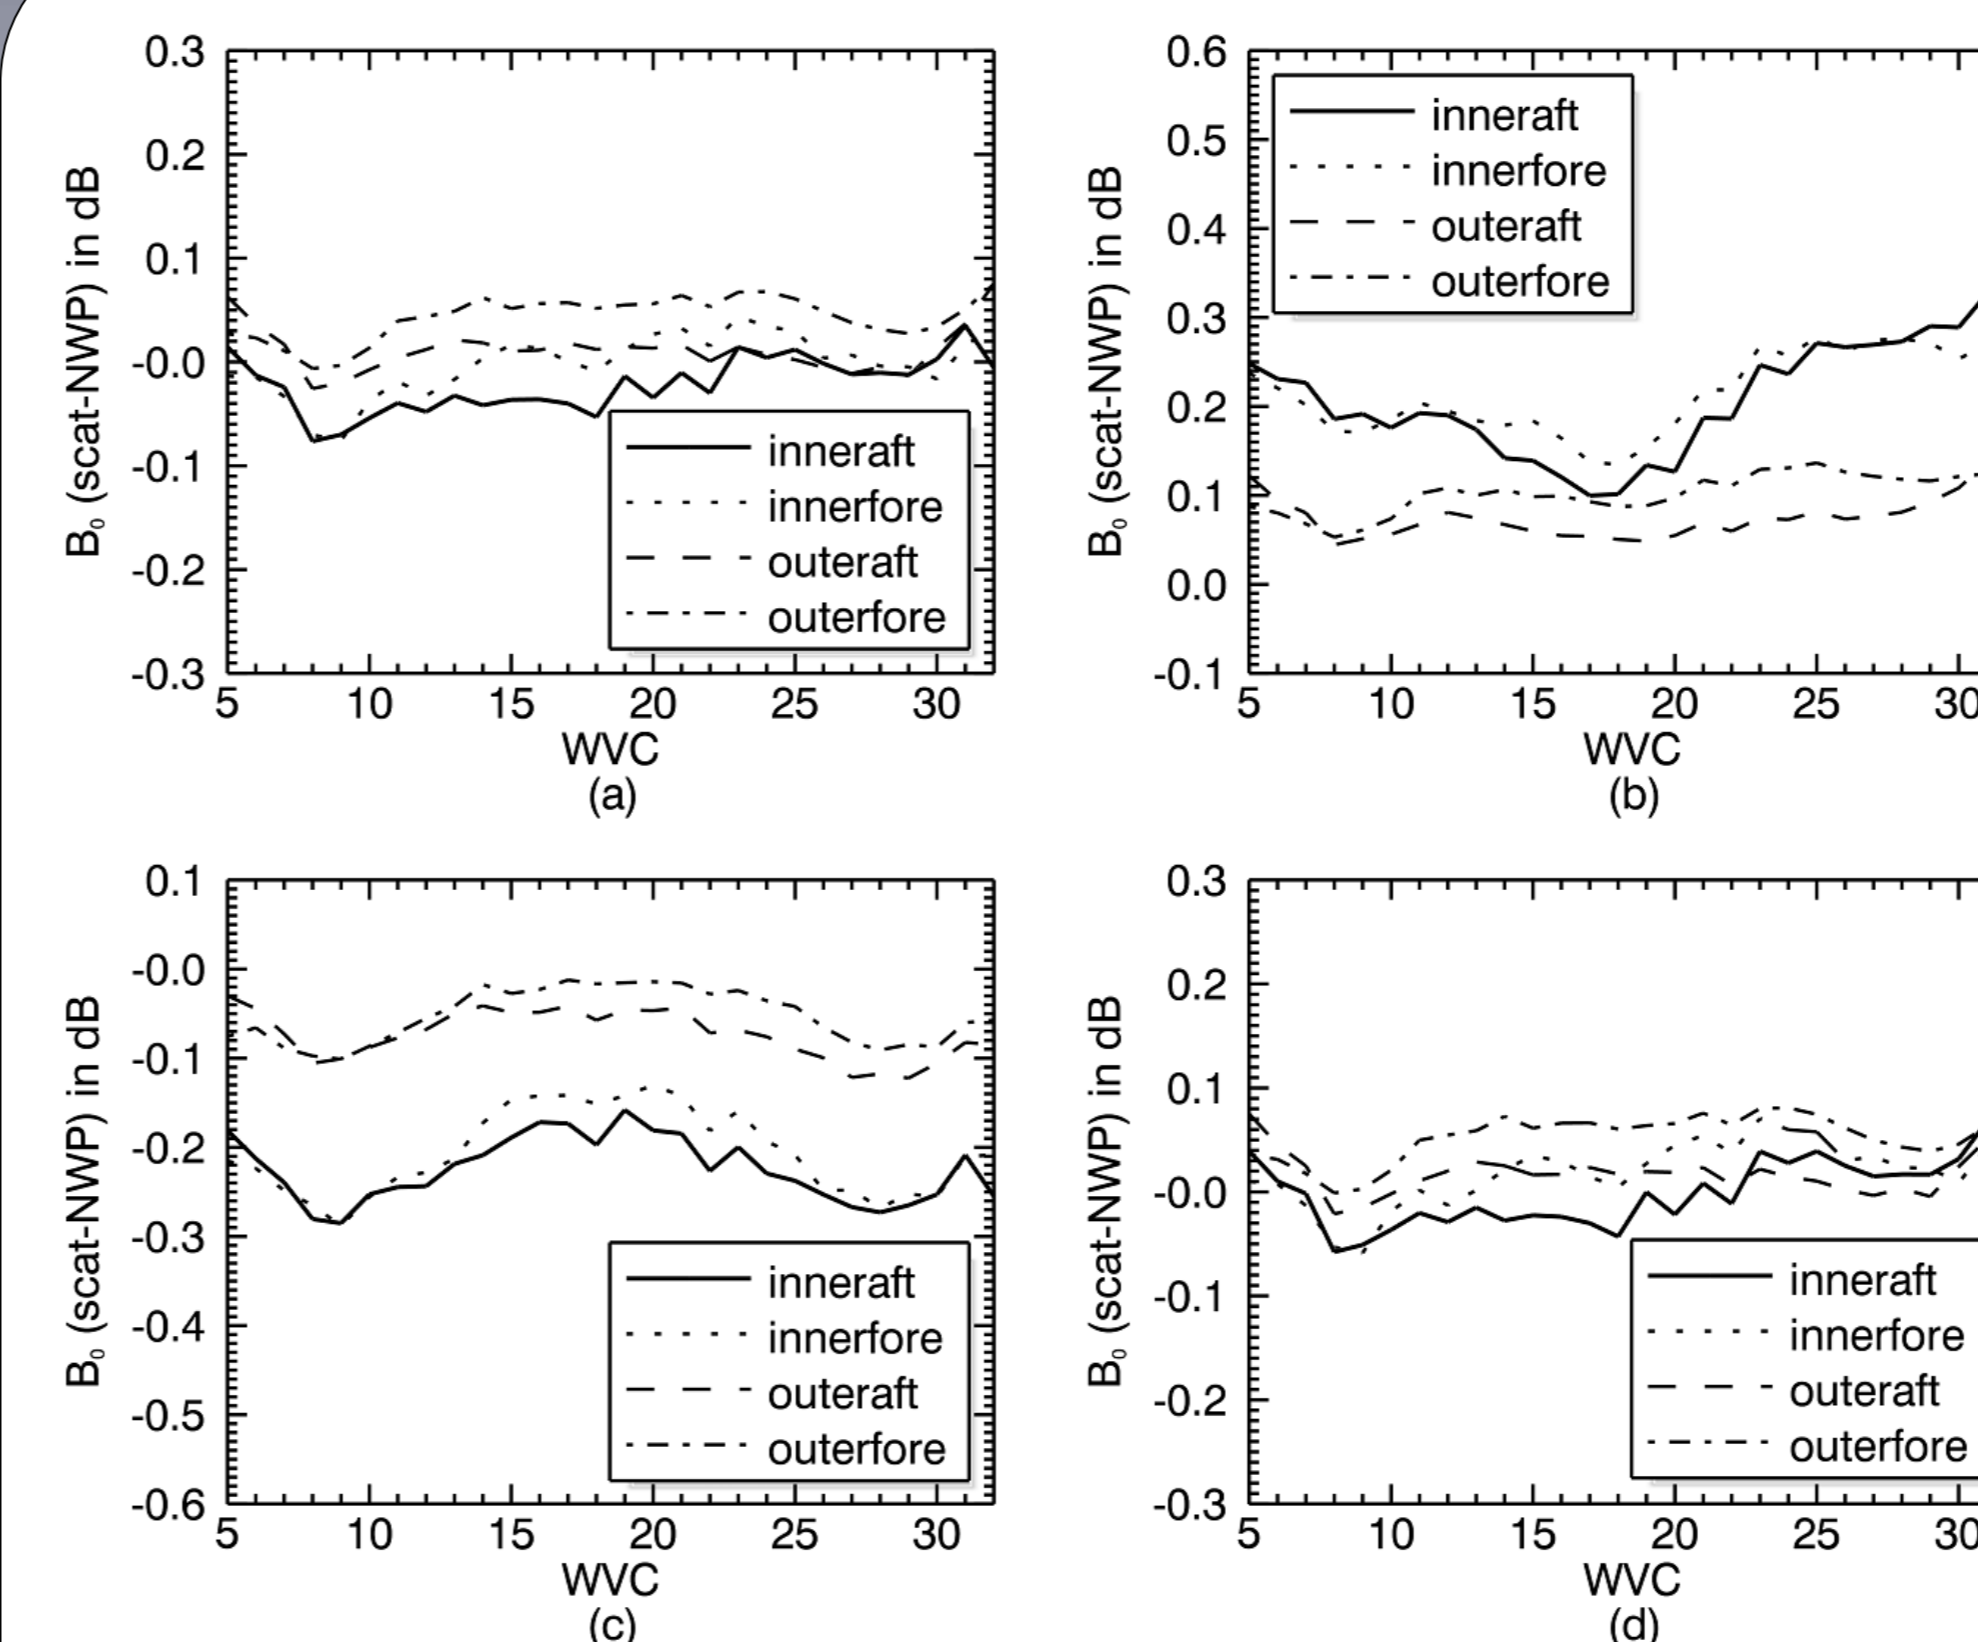 0.3
0.2
0.1
-0.0
-0.1
-0.2
-0.3
B0 (scat-NWP) in dB
inneraft
innerfore
outeraft
outerfore
5 10 15 20 25 30
WVC
(a)
0.6
0.5
0.4
0.3
0.2
0.1
0.0
-0.1
B0 (scat-NWP) in dB
inneraft
innerfore
outeraft
outerfore
5 10 15 20 25 30
WVC
(b)
0.1
-0.0
-0.1
-0.2
-0.3
-0.4
-0.5
-0.6
B0 (scat-NWP) in dB
inneraft
innerfore
outeraft
outerfore
5 10 15 20 25 30
WVC
(c)
0.3
0.2
0.1
-0.0
-0.1
-0.2
-0.3
B0 (scat-NWP) in dB
inneraft
innerfore
outeraft
outerfore
5 10 15 20 25 30
WVC
(d)